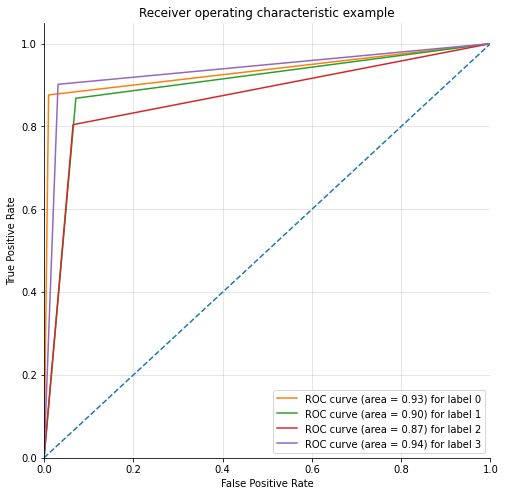 Receiver operating characteristic example
True Positive Rate
1.0
0.8
0.6
0.4
0.2
0.0
ROC curve (area = 0.93) for label 0
ROC curve (area = 0.90) for label 1
ROC curve (area = 0.87) for label 2
ROC curve (area = 0.94) for label 3
0.0 0.2 0.4 0.6 0.8 1.0
False Positive Rate